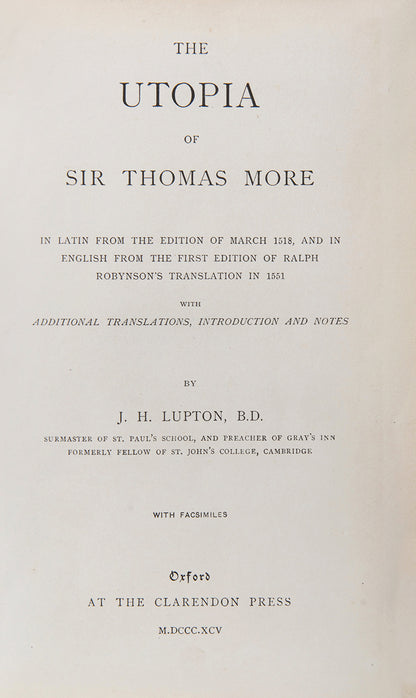 THE
UTOPIA
OF
SIR THOMAS MORE
IN LATIN FROM THE EDITION OF MARCH 1518, AND IN
ENGLISH FROM THE FIRST EDITION OF RALPH
ROBYNSON'S TRANSLATION IN 1551
WITH
ADDITIONAL TRANSLATIONS, INTRODUCTION AND NOTES
BY
J. H. LUPTON, B.D.
SURMASTER OF ST. PAUL'S SCHOOL, AND PREACHER OF GRAY'S INN
FORMERLY FELLOW OF ST. JOHN'S COLLEGE, CAMBRIDGE
WITH FACSIMILES
Oxford
AT THE CLARENDON PRESS
M.DCCC.XCV